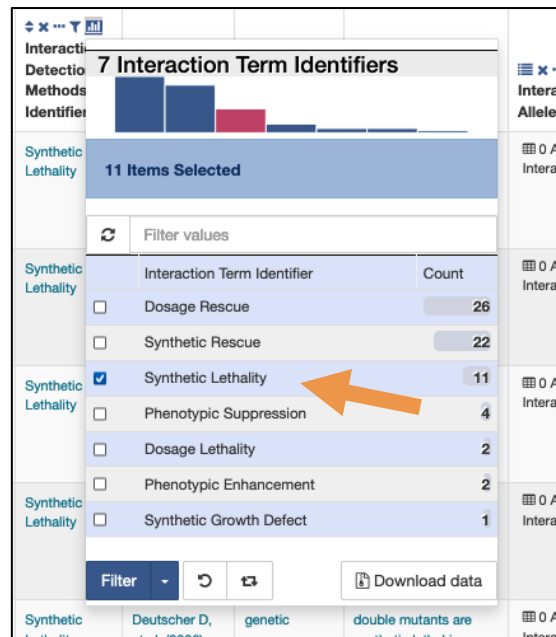 Interacti
Detectio
Methods
Identifier
7 Interaction Term Identifiers
Intera
Allele
11 Items Selected
Filter values
Interaction Term Identifier Count
Dosage Rescue 26
Synthetic Rescue 22
Synthetic Lethality 11
Phenotypic Suppression 4
Dosage Lethality 2
Phenotypic Enhancement 2
Synthetic Growth Defect 1
Filter
Download data
Synthetic
Lethality
Synthetic
Lethality
Synthetic
Lethality
Synthetic
Lethality
Synthetic
Deutscher D,
genetic
double mutants are
0 A
Intera
0 A
Intera
0 A
Intera
0 A
Intera
0 A